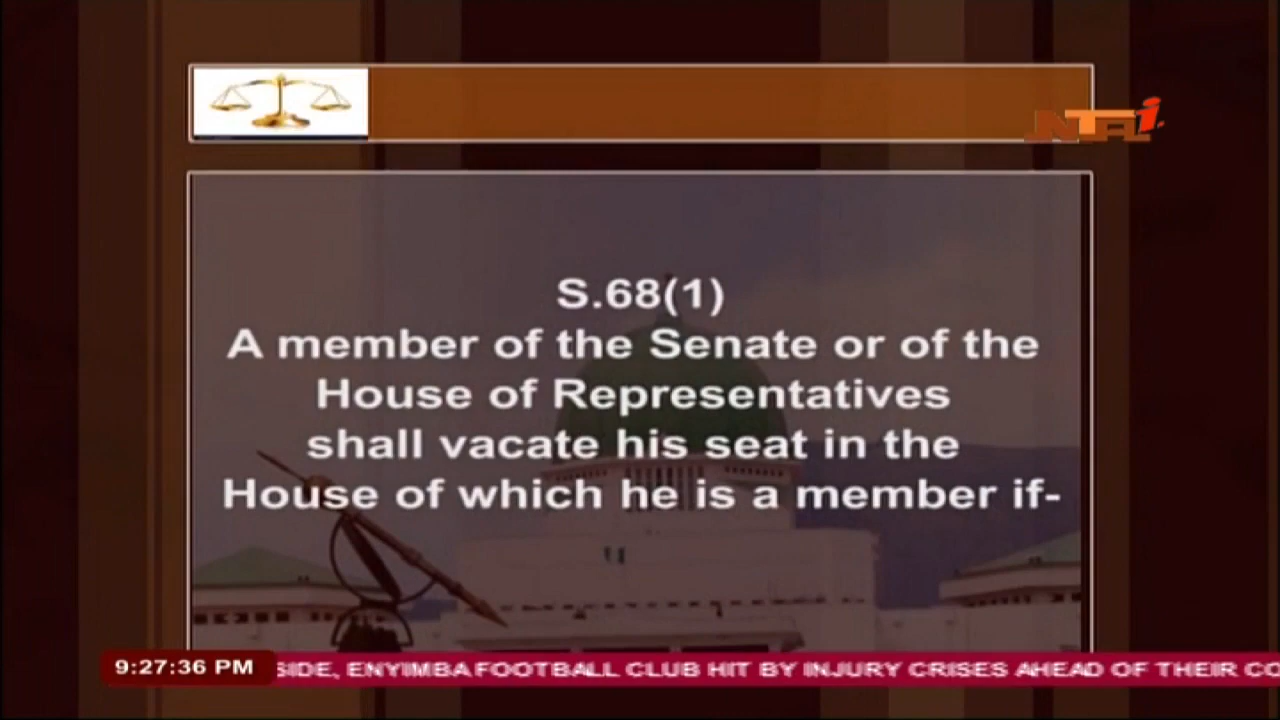 NTAi
S.68(1)
A member of the Senate or of the
House of Representatives
shall vacate his seat in the
House of which he is a member if-
9:27:36 PM
SIDE, ENYIMBA FOOTBALL CLUB HIT BY INJURY CRISES AHEAD OF THEIR CO